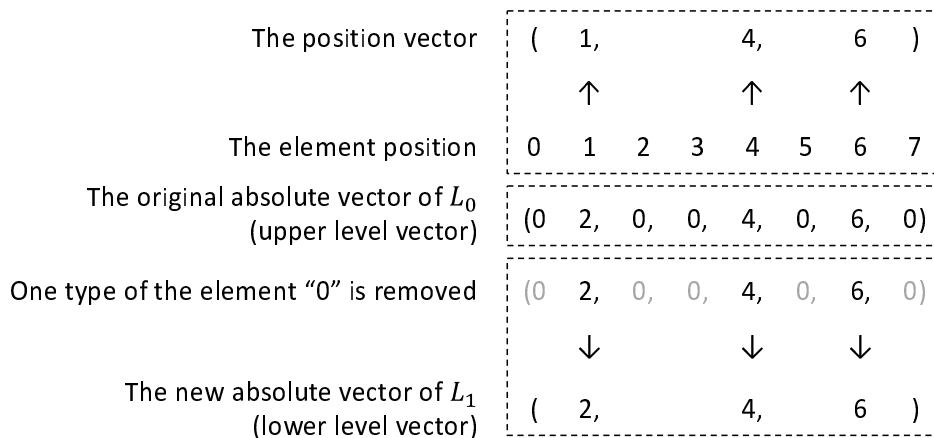 The position vector ( 1, 4, 6 )
↑ ↑ ↑
The element position 0 1 2 3 4 5 6 7
The original absolute vector of L₀
(upper level vector) (0 2, 0, 0, 4, 0, 6, 0)
One type of the element “0” is removed (0 2, 0, 0, 4, 0, 6, 0)
↓ ↓ ↓
The new absolute vector of L₁
(lower level vector) ( 2, 4, 6 )